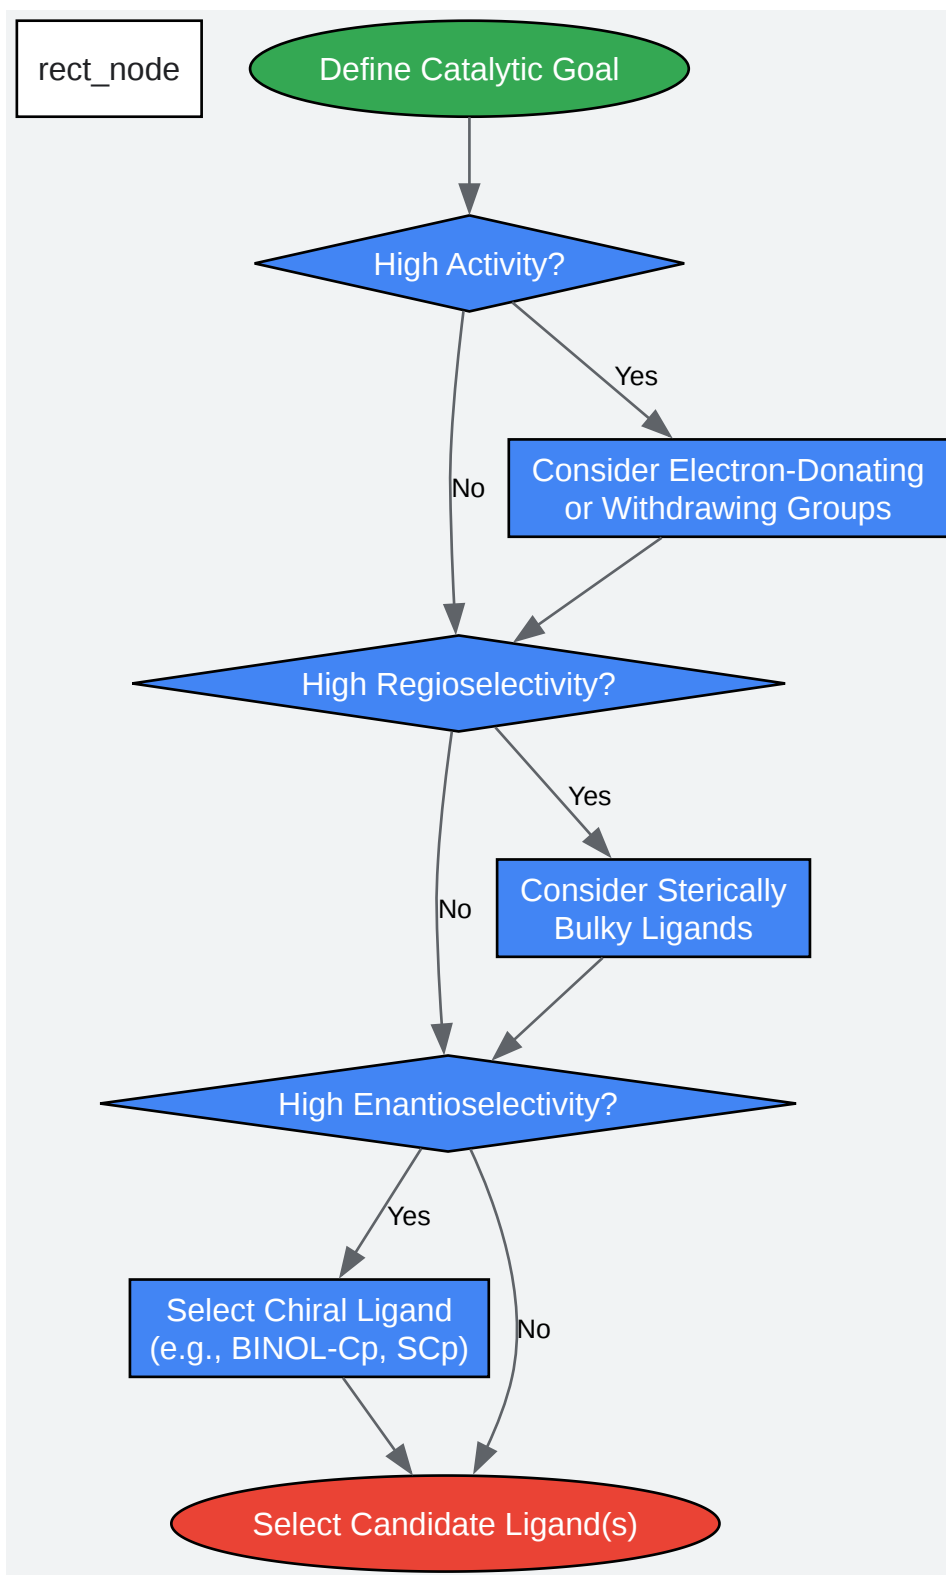 rect_node
Define Catalytic Goal
High Activity?
Yes
Consider Electron-Donating
or Withdrawing Groups
No
High Regioselectivity?
Yes
Consider Sterically
Bulky Ligands
No
High Enantioselectivity?
Yes
Select Chiral Ligand
(e.g., BINOL-Cp, SCp)
No
Select Candidate Ligand(s)